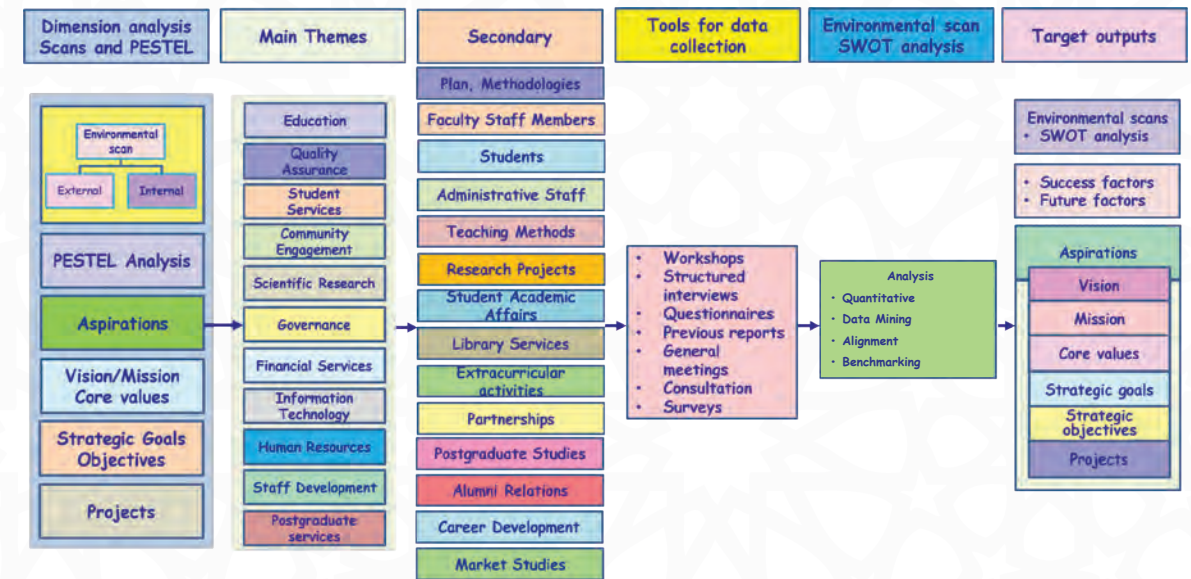 Dimension analysis
Scans and PESTEL
Environmental
scan
External
Internal
PESTEL Analysis
Aspirations
Vision/Mission
Core values
Strategic Goals
Objectives
Projects
Main Themes
Education
Quality
Assurance
Student
Services
Community
Engagement
Scientific Research
Governance
Financial Services
Information
Technology
Human Resources
Staff Development
Postgraduate
services
Secondary
Plan, Methodologies
Faculty Staff Members
Students
Administrative Staff
Teaching Methods
Research Projects
Student Academic
Affairs
Library Services
Extracurricular
activities
Partnerships
Postgraduate Studies
Alumni Relations
Career Development
Market Studies
Tools for data
collection
• Workshops
• Structured
interviews
• Questionnaires
• Previous reports
• General
meetings
• Consultation
• Surveys
Environmental scan
SWOT analysis
Analysis
• Quantitative
• Data Mining
• Alignment
• Benchmarking
Target outputs
Environmental scans
• SWOT analysis
• Success factors
• Future factors
Aspirations
Vision
Mission
Core values
Strategic goals
Strategic
objectives
Projects